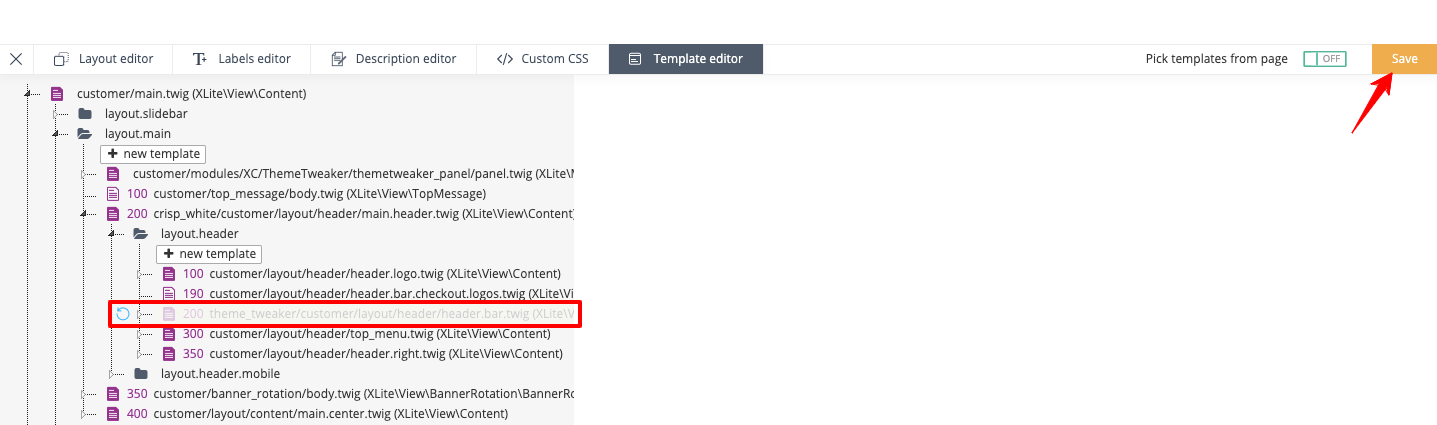 Layout editor Labels editor Description editor </> Custom CSS Template editor Pick templates from page OFF Save
customer/main.twig (XLite\View\Content)
layout.slidebar
layout.main
+ new template
customer/modules/XC/ThemeTweaker/themetweaker_panel/panel.twig (XLite\
100 customer/top_message/body.twig (XLite\View\TopMessage)
200 crisp_white/customer/layout/header/main.header.twig (XLite\View\Content)
layout.header
+ new template
100 customer/layout/header/header.logo.twig (XLite\View\Content)
190 customer/layout/header/header.bar.checkout.logos.twig (XLite\Vi
200 theme_tweaker/customer/layout/header/header.bar.twig (XLite\V
300 customer/layout/header/top_menu.twig (XLite\View\Content)
350 customer/layout/header/header.right.twig (XLite\View\Content)
layout.header.mobile
350 customer/banner_rotation/body.twig (XLite\View\BannerRotation\BannerRo
400 customer/layout/content/main.center.twig (XLite\View\Content)